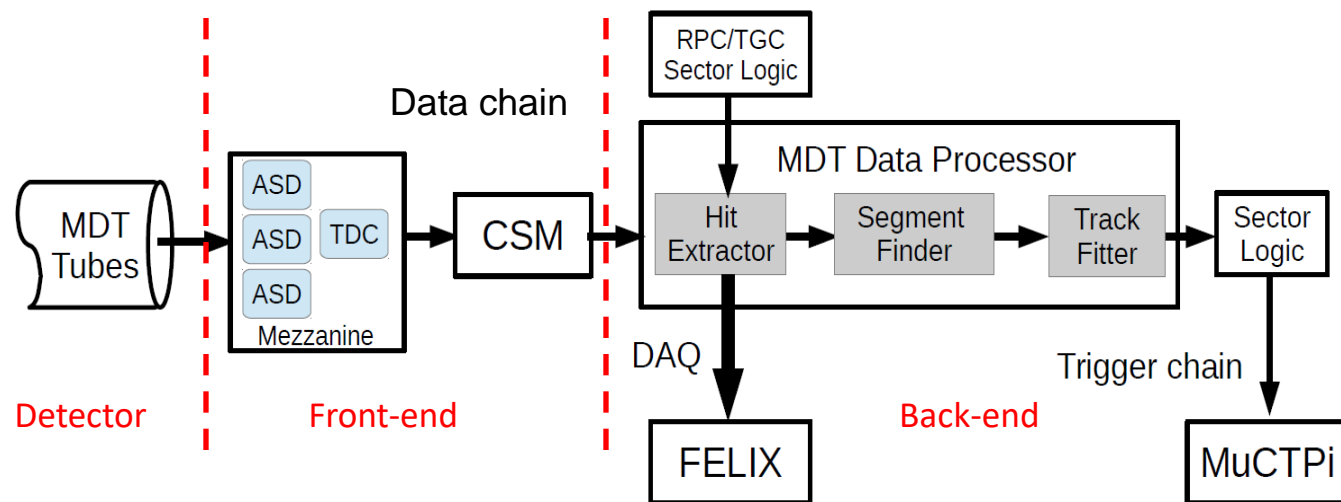 RPC/TGC
Sector Logic
Data chain
MDT Data Processor
MDT
Tubes
ASD
ASD
TDC
ASD
Mezzanine
CSM
Hit
Extractor
Segment
Finder
Track
Fitter
Sector
Logic
DAQ
Trigger chain
Detector
Front-end
Back-end
FELIX
MuCTPi